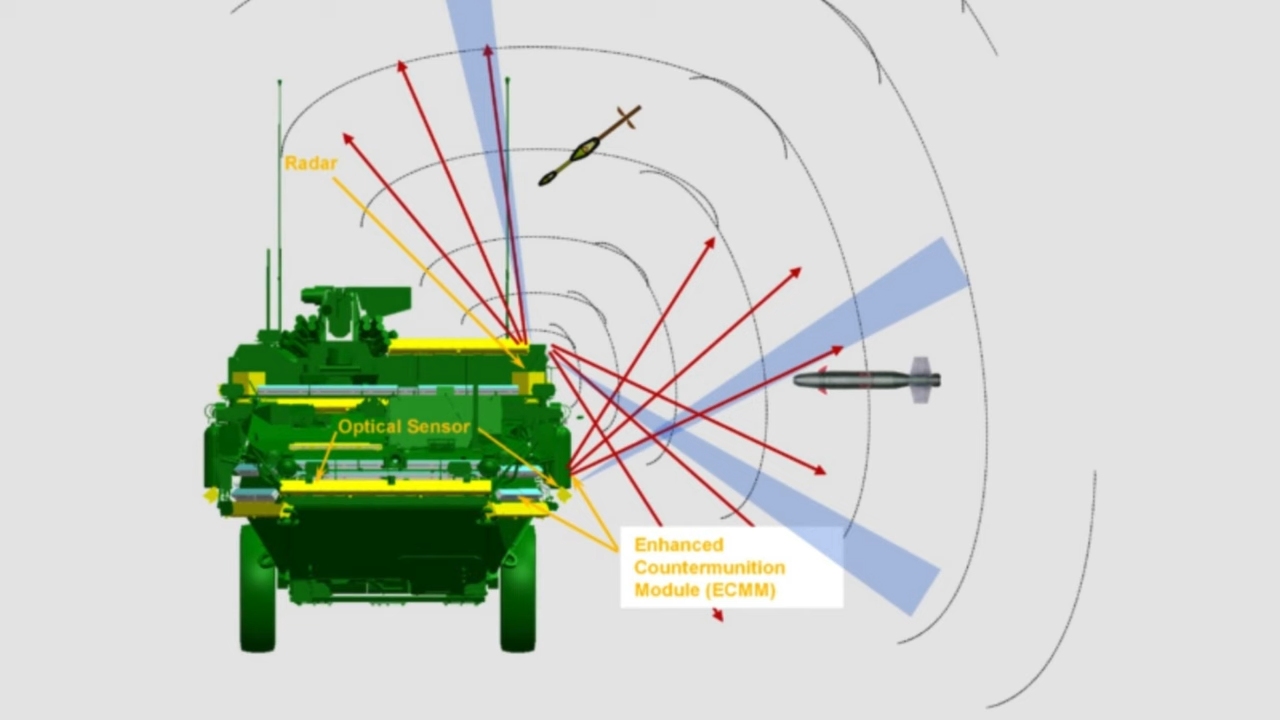 Radar
Optical Sensor
Enhanced
Countermunition
Module (ECMM)